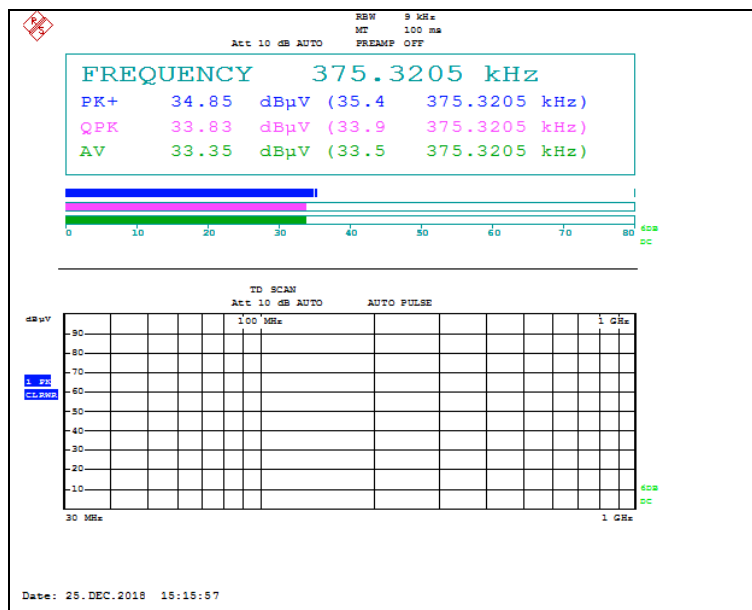 RBW 9 kHz
MT 100 ms
Att 10 dB AUTO PREAMP OFF
FREQUENCY 375.3205 kHz
PK+ 34.85 dBµV (35.4 375.3205 kHz)
QPK 33.83 dBµV (33.9 375.3205 kHz)
AV 33.35 dBµV (33.5 375.3205 kHz)
0 10 20 30 40 50 60 70 80
6DB
DC
TD SCAN
Att 10 dB AUTO AUTO PULSE
dBµV
100 MHz 1 GHz
90
80
70
1 PK
CLRWR
60
50
40
30
20
10
6DB
DC
30 MHz 1 GHz
Date: 25.DEC.2018 15:15:57